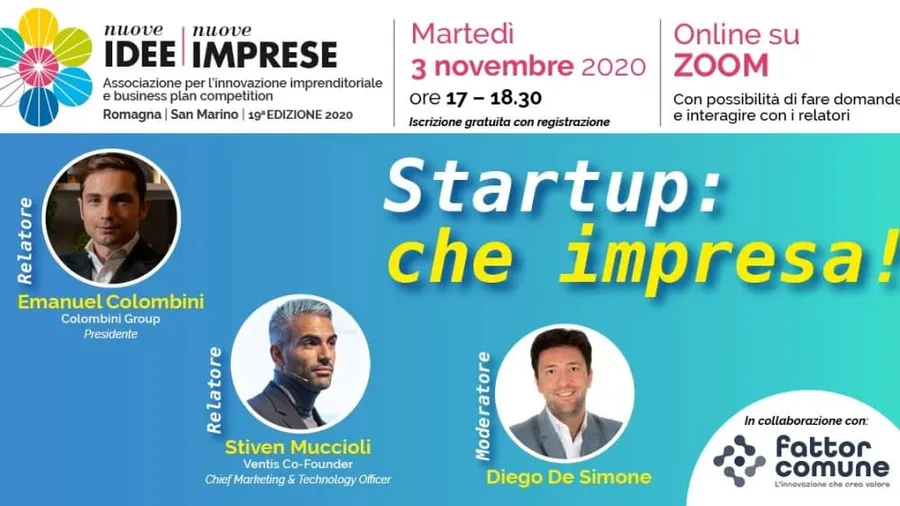 nuove nuove
IDEE IMPRESE
Associazione per l'innovazione imprenditoriale
e business plan competition
Romagna | San Marino | 19ª EDIZIONE 2020
Martedì
3 novembre 2020
ore 17 – 18.30
Iscrizione gratuita con registrazione
Online su
ZOOM
Con possibilità di fare domande
e interagire con i relatori
Startup:
che impresa!
Relatore
Emanuel Colombini
Colombini Group
Presidente
Relatore
Stiven Muccioli
Ventis Co-Founder
Chief Marketing & Technology Officer
Moderatore
Diego De Simone
In collaborazione con:
fattor
comune
L'innovazione che crea valore